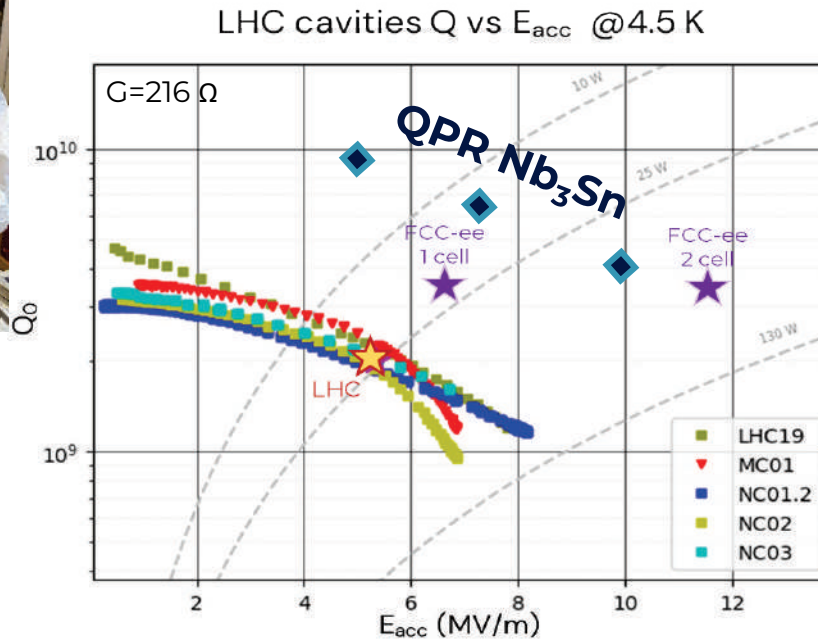 LHC cavities Q vs Eacc @4.5 K
G=216 Ω
10 W
10¹⁰
QPR Nb₃Sn
25 W
FCC-ee
1 cell
FCC-ee
2 cell
Q₀
130 W
LHC
10⁹
LHC19
MC01
NC01.2
NC02
NC03
2 4 6 8 10 12
Eacc (MV/m)